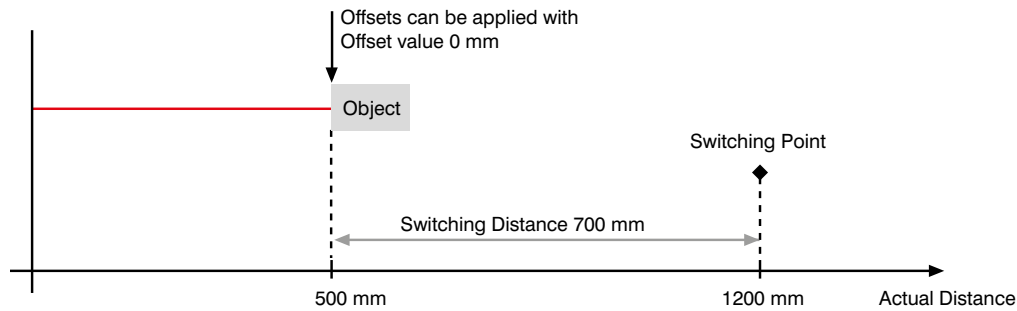 Offsets can be applied with
Offset value 0 mm
Object
Switching Point
Switching Distance 700 mm
500 mm
1200 mm
Actual Distance